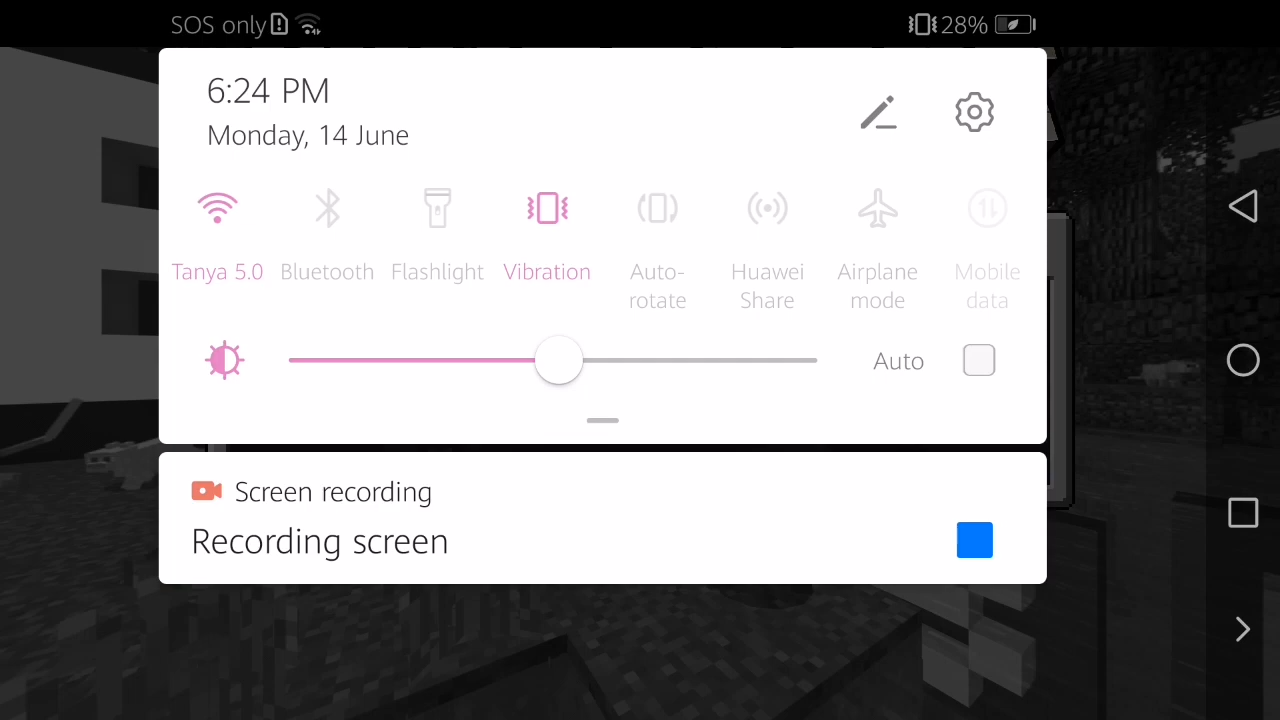 SOS only
28%
6:24 PM
Monday, 14 June
Tanya 5.0
Bluetooth
Flashlight
Vibration
Auto-
rotate
Huawei
Share
Airplane
mode
Mobile
data
Auto
Screen recording
Recording screen